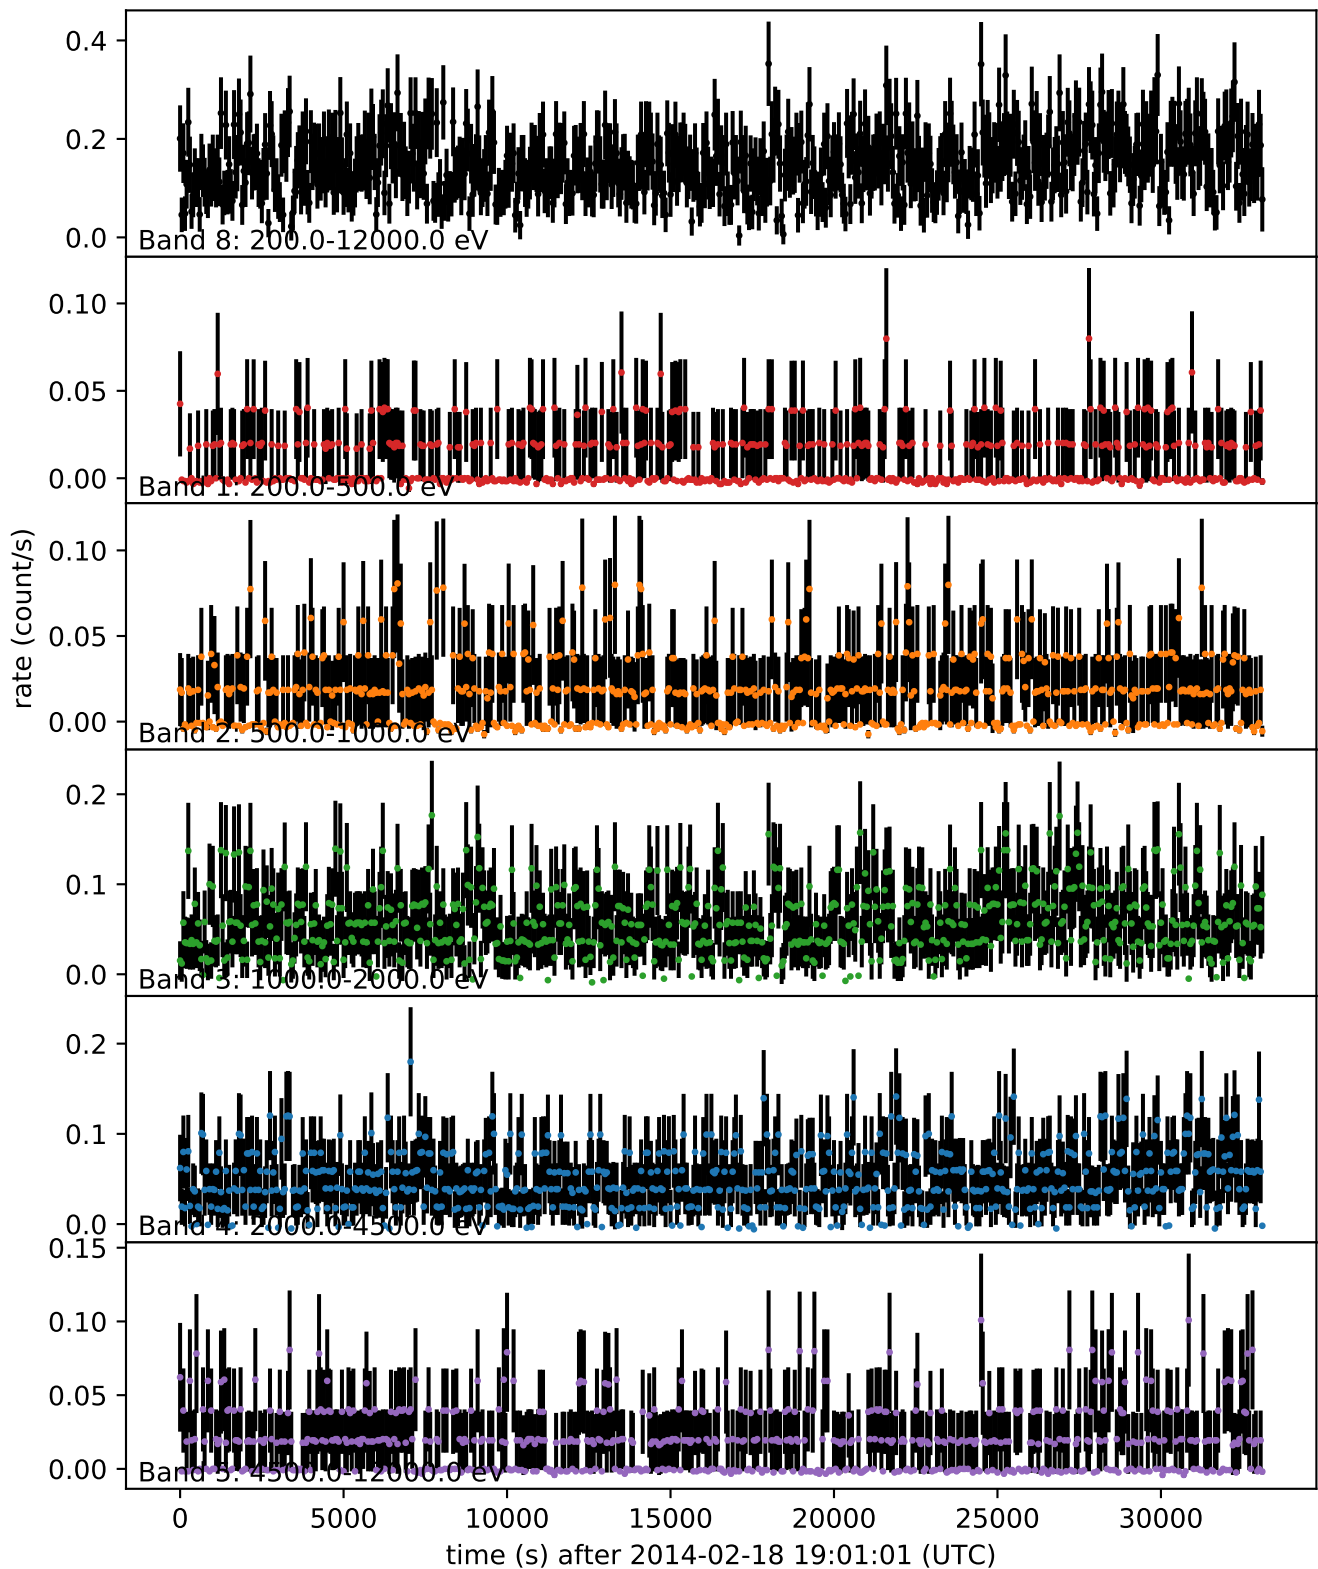 0.4
0.2
0.0
Band 8: 200.0-12000.0 eV
0.10
0.05
0.00
Band 1: 200.0-500.0 eV
rate (count/s)
0.10
0.05
0.00
Band 2: 500.0-1000.0 eV
0.2
0.1
0.0
Band 3: 1000.0-2000.0 eV
0.2
0.1
0.0
Band 4: 2000.0-4500.0 eV
0.15
0.10
0.05
0.00
Band 5: 4500.0-12000.0 eV
0 5000 10000 15000 20000 25000 30000
time (s) after 2014-02-18 19:01:01 (UTC)